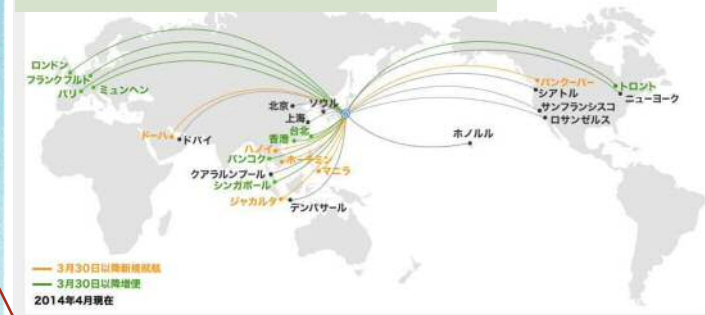 ロンドン
フランクフルト
パリ
ミュンヘン
ドーハ
ドバイ
北京
ソウル
上海
台北
香港
ハノイ
バンコク
ホーチミン
マニラ
クアラルンプール
シンガポール
ジャカルタ
デンパサール
ホノルル
バンクーバー
シアトル
サンフランシスコ
ロサンゼルス
トロント
ニューヨーク
3月30日以降新規就航
3月30日以降増便
2014年4月現在